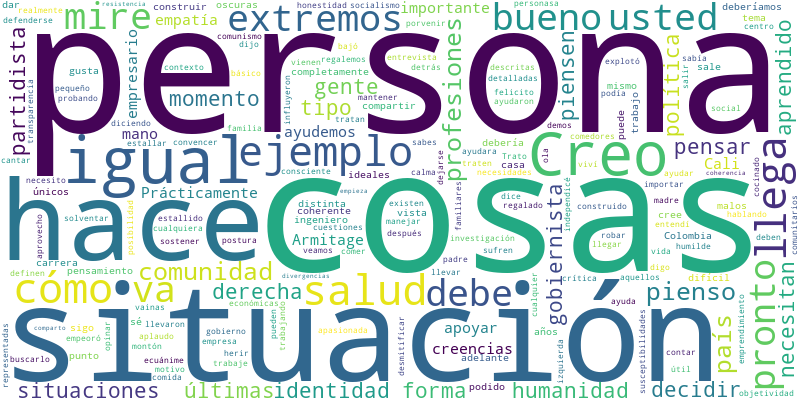 persona
cosas
situación
hace
igual
Creo
ejemplo
extremos
bueno
usted
mire
salud
debe
llega
pronto
cómo
va
tipo
gente
momento
profesiones
política
piensen
aprendido
pensar
Cali
gobiernista
necesitan
país
pienso
decidir
humanidad
forma
identidad
últimas
situaciones
comunidad
derecha
creencias
apoyar
partidista
empresario
empatía
importante
mano
ayudemos
Prácticamente
distinta
coherente
ingeniero
Armitage
ideales
vista
manejar
únicos
carrera
pensamiento
sostener
postura
estallido
cualquiera
solventar
aprovecho
necesito
posibilidad
definen
vainas
sé
llevaron
sigo
aplaudo
montón
ecuánime
motivo
comida
punto
empeoró
buscarlo
comparto
representadas
opinar
gobierno
empresa
herir
trabaje
económicas
pueden
trabajando
apasionada
desmitificar
adelante
podido
años
izquierda
ayuda
susceptibilidades
contar
útil
emprendimiento
objetividad
difícil
digo
vida
crítica
aquellos
cualquier
llevar
padre
comer
veamos
divergencias
cuestiones
existen
después
sufren
investigación
familiares
dice
regalado
construido
independicé
robar
llegar
Colombia
humilde
cree
entendí
importar
madre
malos
hablando
cocinado
deben
comunitarios
coherencia
ayudar
viví
comedores
necesidades
traten
Trato
ola
demos
ayudara
debería
dejarse
calma
sabes
empieza
consciente
casa
familia
convencer
estallar
diciendo
cantar
probando
pequeño
gusta
transparencia
defenderse
dar
realmente
resistencia
construir
oscuras
comunismo
dijo
contexto
básico
honestidad
socialismo
bajó
vienen
regalemos
completamente
influyeron
tratan
mantener
compartir
entrevista
detrás
personasa
porvenir
descritas
detalladas
felicito
ayudaron
explotó
podía
mismo
puede
trabajo
salir
sabía
sale
social
deberíamos
tema
centro